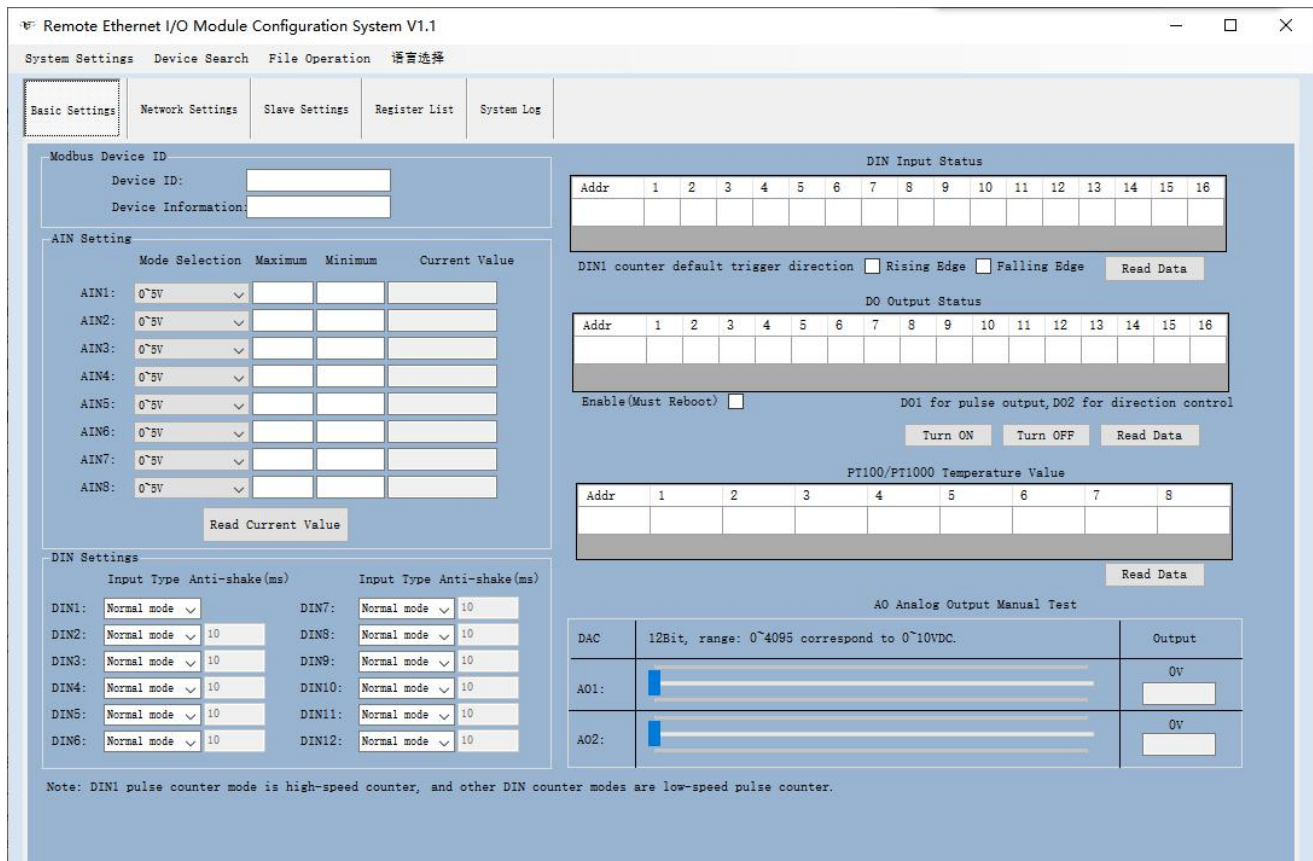 Remote Ethernet I/O Module Configuration System V1.1
System Settings Device Search File Operation 语言选择
Basic Settings Network Settings Slave Settings Register List System Log
Modbus Device ID
Device ID:
Device Information:
AIN Setting
Mode Selection Maximum Minimum Current Value
AIN1: 0~5V
AIN2: 0~5V
AIN3: 0~5V
AIN4: 0~5V
AIN5: 0~5V
AIN6: 0~5V
AIN7: 0~5V
AIN8: 0~5V
Read Current Value
DIN Settings
Input Type Anti-shake(ms) Input Type Anti-shake(ms)
DIN1: Normal mode DIN7: Normal mode 10
DIN2: Normal mode 10 DIN8: Normal mode 10
DIN3: Normal mode 10 DIN9: Normal mode 10
DIN4: Normal mode 10 DIN10: Normal mode 10
DIN5: Normal mode 10 DIN11: Normal mode 10
DIN6: Normal mode 10 DIN12: Normal mode 10
DIN Input Status
Addr 1 2 3 4 5 6 7 8 9 10 11 12 13 14 15 16
DIN1 counter default trigger direction Rising Edge Falling Edge Read Data
DO Output Status
Addr 1 2 3 4 5 6 7 8 9 10 11 12 13 14 15 16
Enable(Must Reboot) DO1 for pulse output,DO2 for direction control
Turn ON Turn OFF Read Data
PT100/PT1000 Temperature Value
Addr 1 2 3 4 5 6 7 8
Read Data
AO Analog Output Manual Test
DAC 12Bit, range: 0~4095 correspond to 0~10VDC. Output
AO1: 0V
AO2: 0V
Note: DIN1 pulse counter mode is high-speed counter, and other DIN counter modes are low-speed pulse counter.